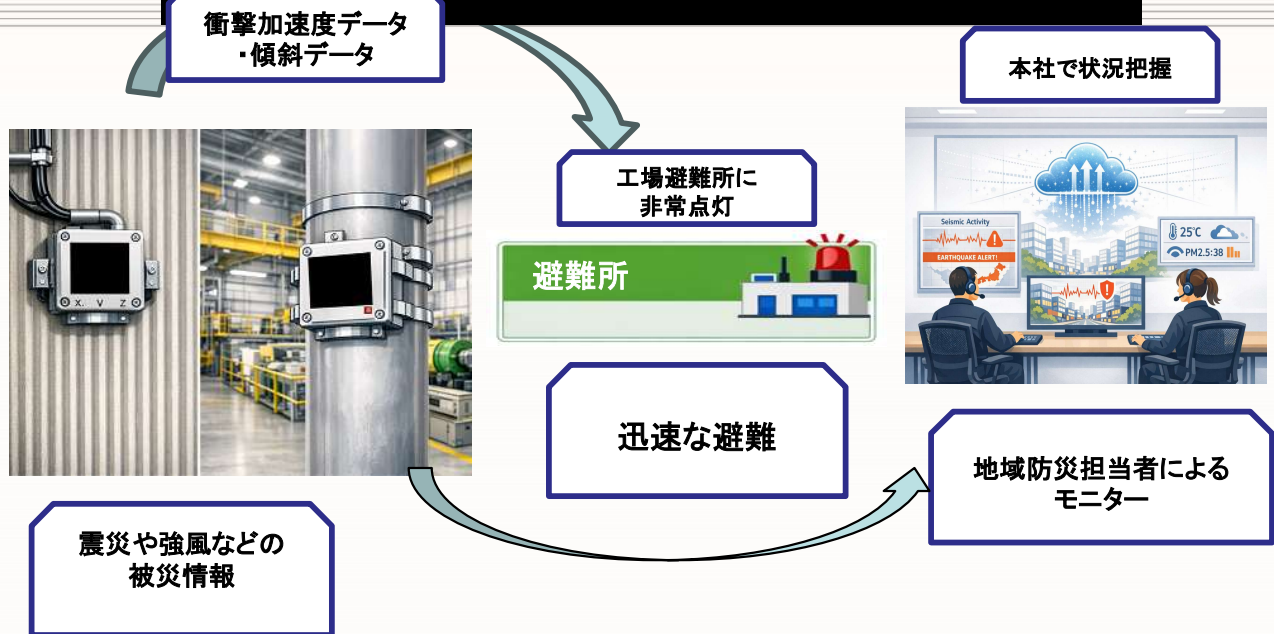 衝撃加速度データ
・傾斜データ
本社で状況把握
工場避難所に
非常点灯
避難所
Seismic Activity
EARTHQUAKE ALERT!
25℃
PM2.5:38
X. V Z
迅速な避難
地域防災担当者による
モニター
震災や強風などの
被災情報